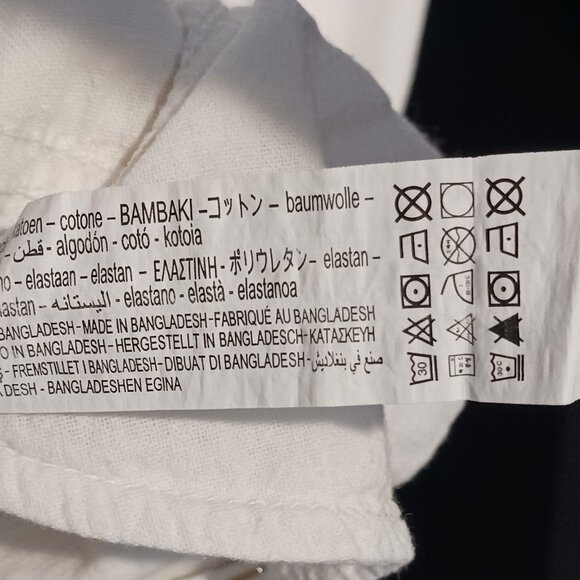 katoen – cotone – BAMBAKI –コットン – baumwolle –
قطن - algodón - cotó - kotoia
– elastaan – elastan – ΕΛΑΣΤΙΝΗ - ポリウレタン– elastan –
elastan – الیستانه - elastano - elastà - elastanoa
BANGLADESH-MADE IN BANGLADESH-FABRIQUÉ AU BANGLADESH
IN BANGLADESH- HERGESTELLT IN BANGLADESCH-ΚΑΤΑΣΚΕΥΗ
- FREMSTILLET I BANGLADESH-DIBUAT DI BANGLADESH-صنع في بنغلاديش
DESH - BANGLADESHEN EGINA
30
30 C